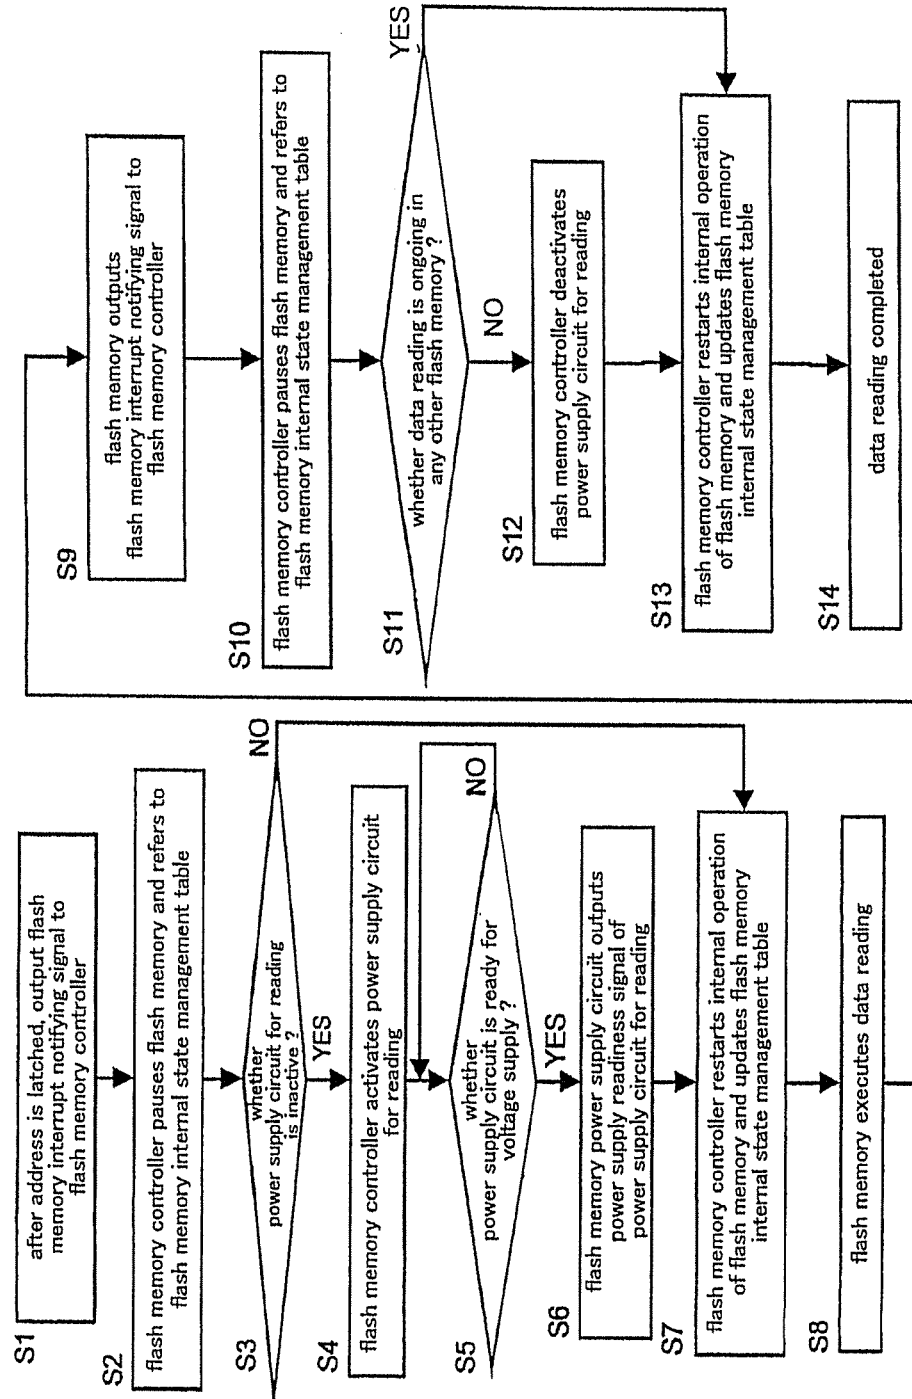 S1
after address is latched, output flash
memory interrupt notifying signal to
flash memory controller
S2
flash memory controller pauses flash memory and refers to
flash memory internal state management table
S3
whether
power supply circuit for reading
is inactive ?
NO
YES
S4
flash memory controller activates power supply circuit
for reading
S5
whether
power supply circuit is ready for
voltage supply ?
NO
YES
S6
flash memory power supply circuit outputs
power supply readiness signal of
power supply circuit for reading
S7
flash memory controller restarts internal operation
of flash memory and updates flash memory
internal state management table
S8
flash memory executes data reading
S9
flash memory outputs
flash memory interrupt notifying signal to
flash memory controller
S10
flash memory controller pauses flash memory and refers to
flash memory internal state management table
S11
whether data reading is ongoing in
any other flash memory ?
YES
NO
S12
flash memory controller deactivates
power supply circuit for reading
S13
flash memory controller restarts internal operation
of flash memory and updates flash memory
internal state management table
S14
data reading completed